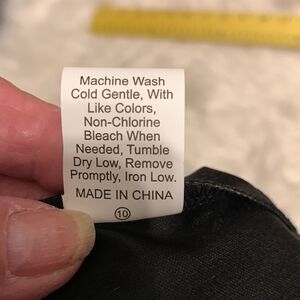 Machine Wash
Cold Gentle, With
Like Colors,
Non-Chlorine
Bleach When
Needed, Tumble
Dry Low, Remove
Promptly, Iron Low.
MADE IN CHINA
10